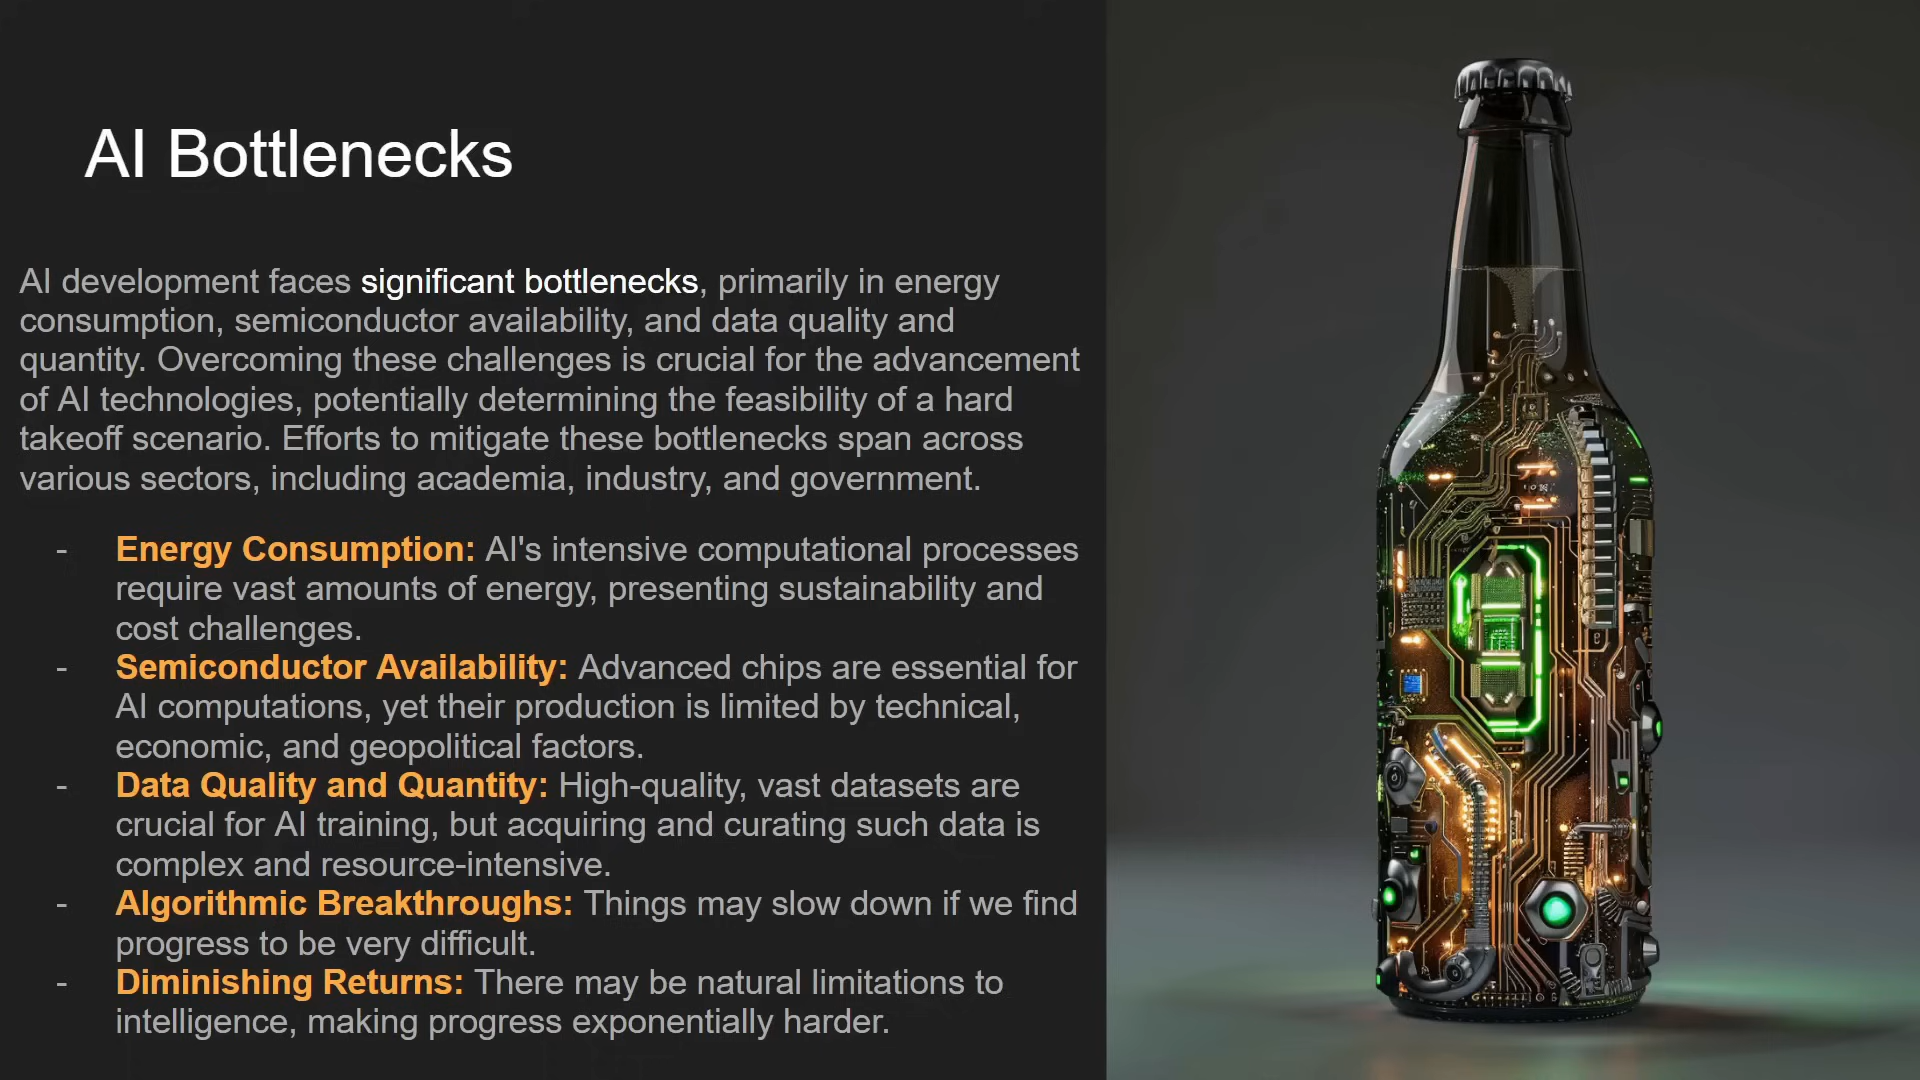 AI Bottlenecks
AI development faces significant bottlenecks, primarily in energy
consumption, semiconductor availability, and data quality and
quantity. Overcoming these challenges is crucial for the advancement
of AI technologies, potentially determining the feasibility of a hard
takeoff scenario. Efforts to mitigate these bottlenecks span across
various sectors, including academia, industry, and government.
- Energy Consumption: AI's intensive computational processes
require vast amounts of energy, presenting sustainability and
cost challenges.
- Semiconductor Availability: Advanced chips are essential for
AI computations, yet their production is limited by technical,
economic, and geopolitical factors.
- Data Quality and Quantity: High-quality, vast datasets are
crucial for AI training, but acquiring and curating such data is
complex and resource-intensive.
- Algorithmic Breakthroughs: Things may slow down if we find
progress to be very difficult.
- Diminishing Returns: There may be natural limitations to
intelligence, making progress exponentially harder.